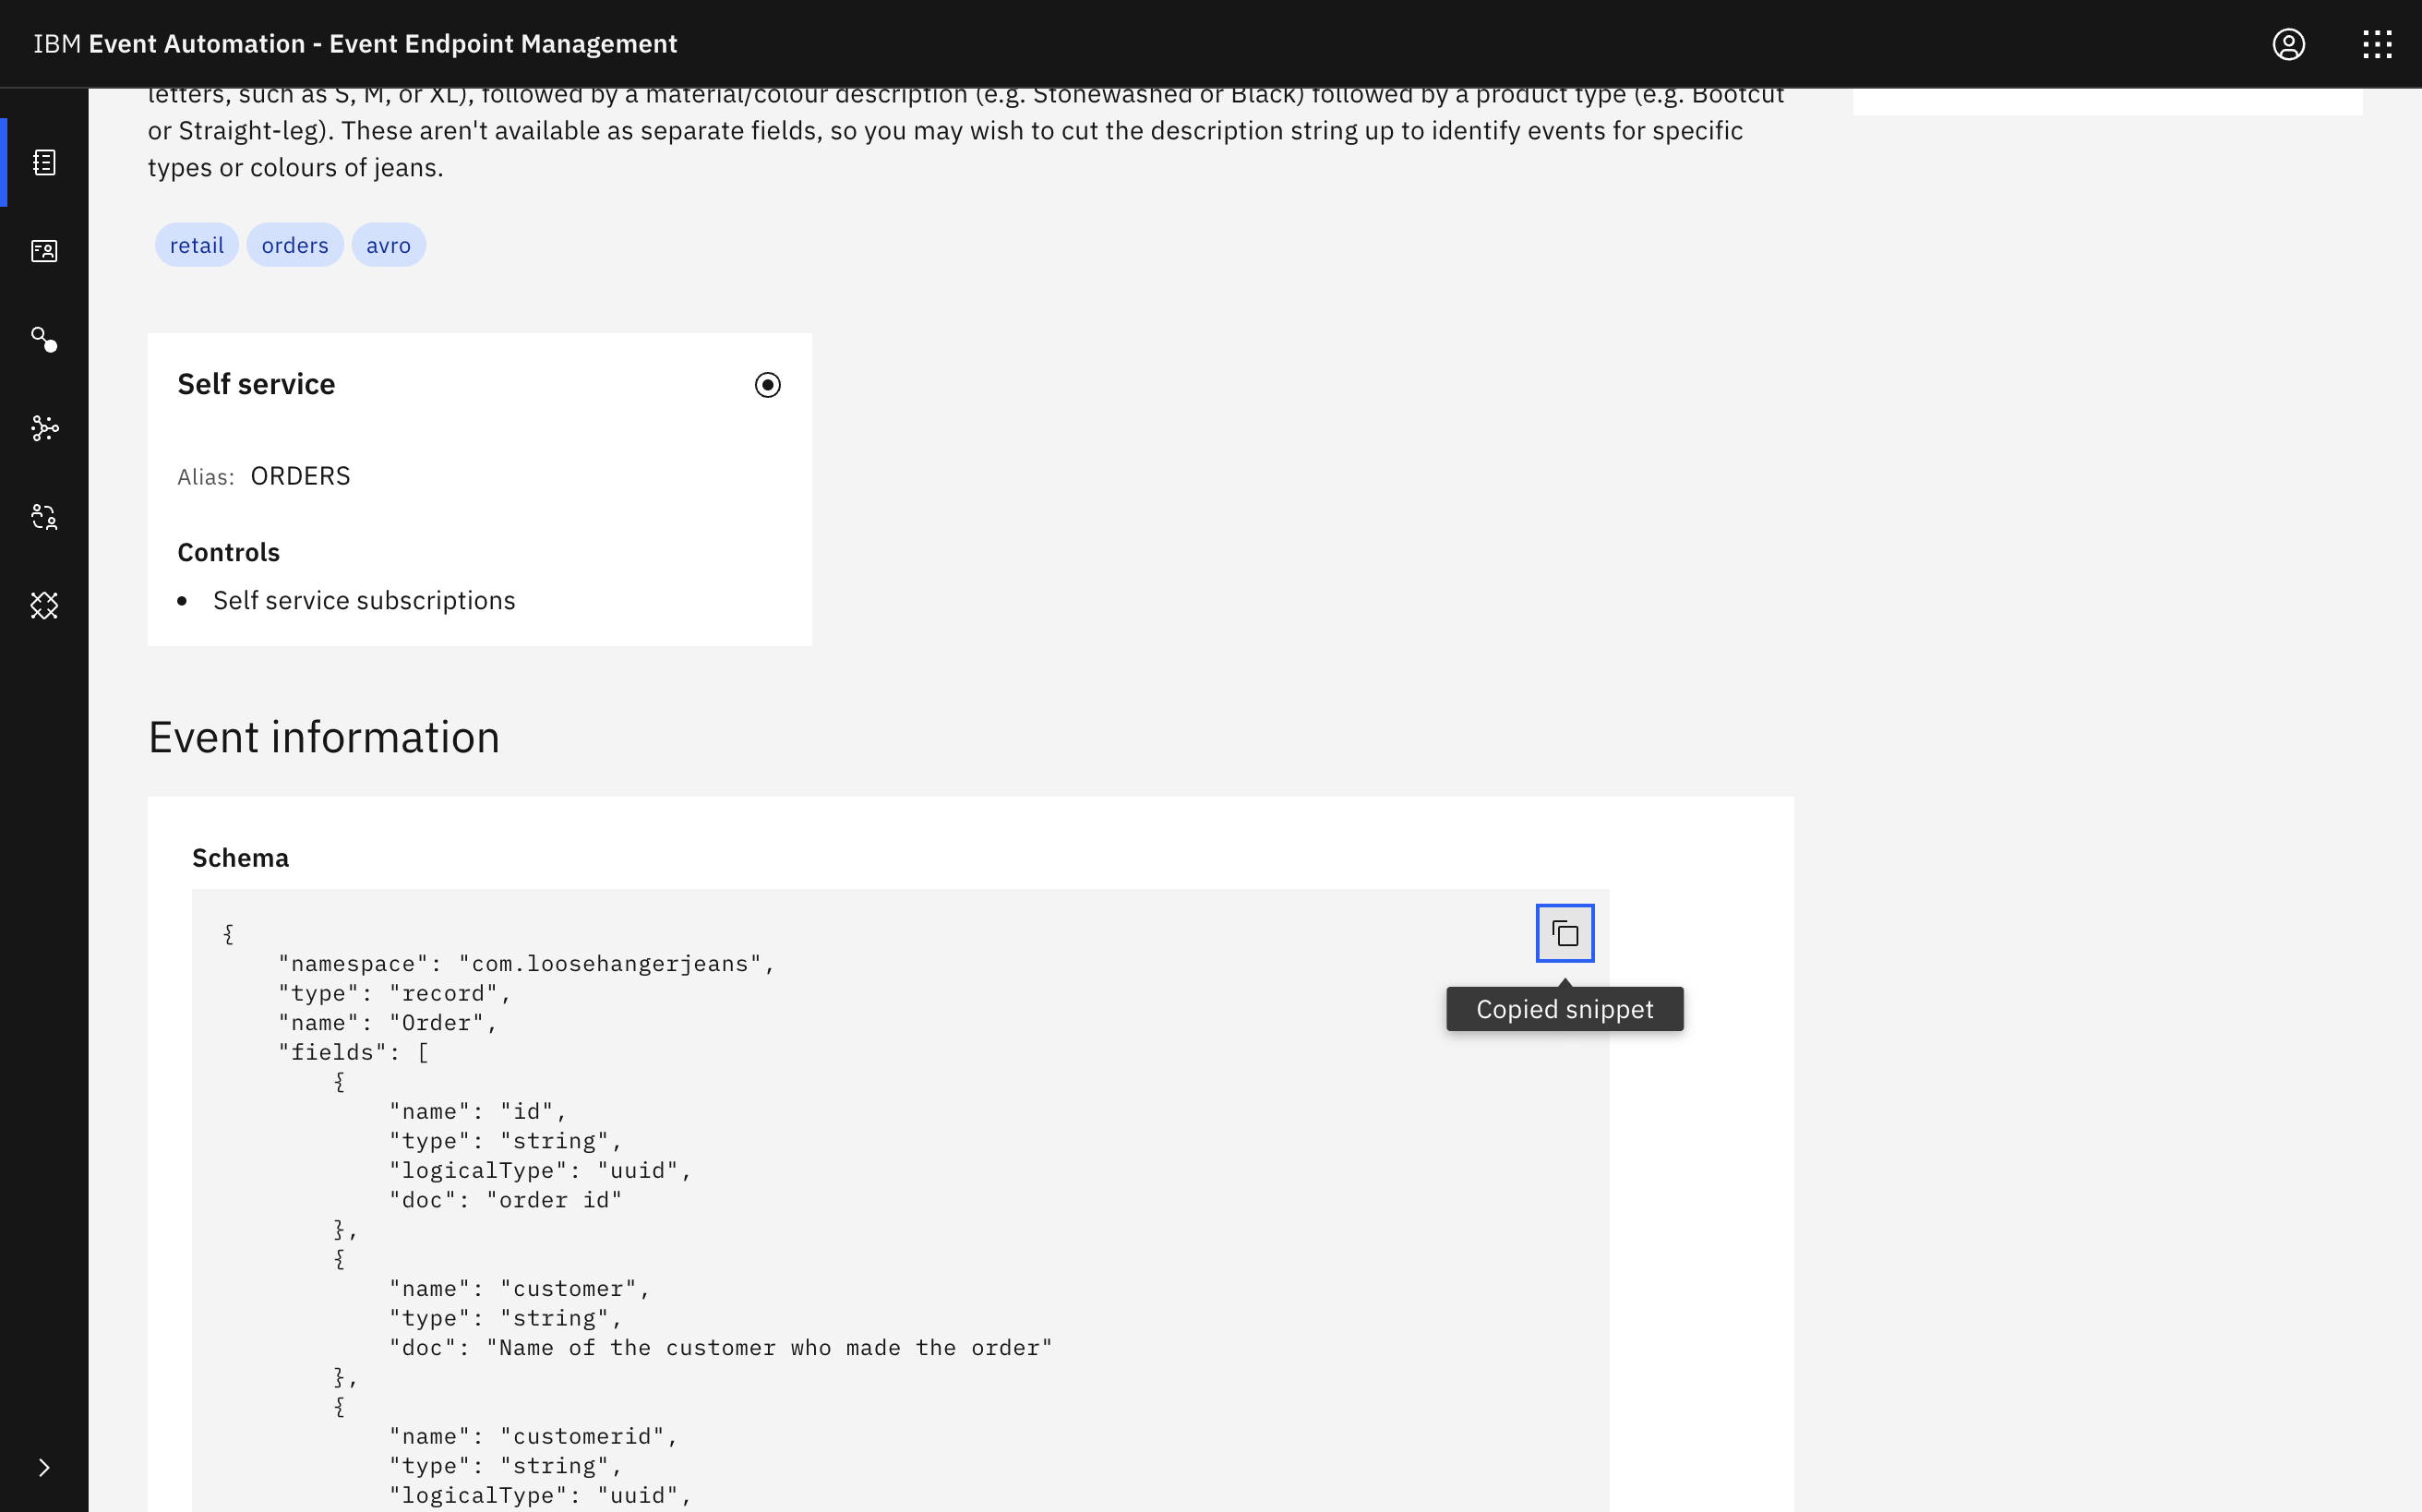 IBM Event Automation - Event Endpoint Management
letters, such as S, M, or XL), followed by a material/colour description (e.g. Stonewashed or Black) followed by a product type (e.g. Bootcut
or Straight-leg). These aren't available as separate fields, so you may wish to cut the description string up to identify events for specific
types or colours of jeans.
retail orders avro
Self service
Alias: ORDERS
Controls
Self service subscriptions
Event information
Schema
{
"namespace": "com.loosehangerjeans",
"type": "record",
Copied snippet
"name": "Order",
"fields": [
{
"name": "id",
"type": "string",
"logicalType": "uuid",
"doc": "order id"
},
{
"name": "customer",
"type": "string",
"doc": "Name of the customer who made the order"
},
{
"name": "customerid",
"type": "string",
"logicalType": "uuid",